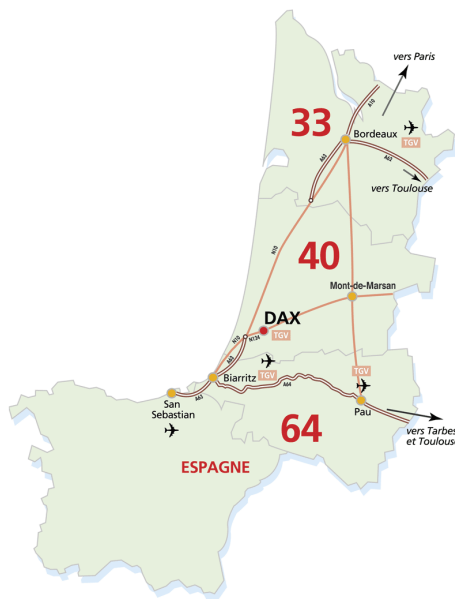 vers Paris
A10
33
Bordeaux
TGV
A63
A62
vers Toulouse
N10
40
Mont-de-Marsan
DAX
N10
N124
TGV
A63
Biarritz
TGV
TGV
A64
A63
San
Sebastian
Pau
64
vers Tarbes
et Toulouse
ESPAGNE